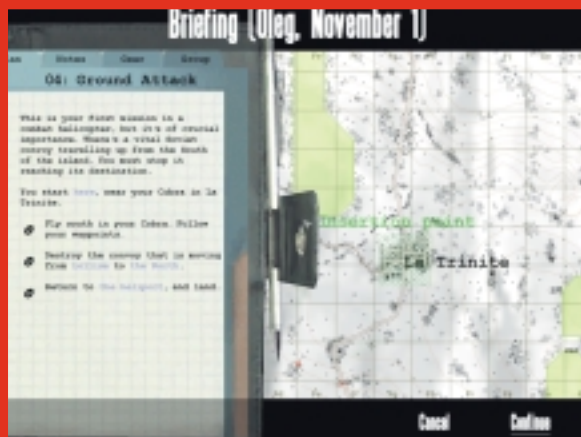 Briefing (Oleg, November 1)
Notes Gear Group
04: Ground Attack
This is your first mission in a
combat helicopter, but it's of crucial
importance. There's a vital Soviet
convoy travelling up from the South
of the island. You must stop it
reaching its destination.
You start here, near your Cobra in La
Trinite.
Fly south in your Cobra. Follow
your waypoints.
Destroy the convoy that is moving
from to the North.
Return to the heliport, and land.
Insertion point
La Trinite
Cancel Continue